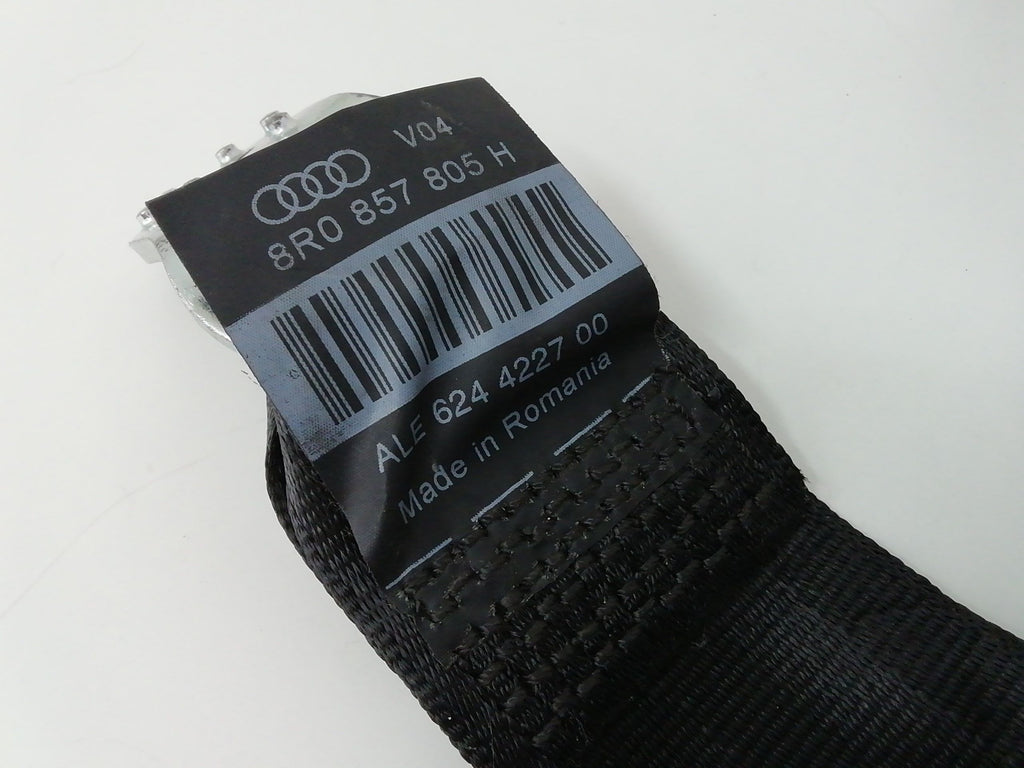 V04
8R0 857 805 H
ALE 624 4227 00
Made in Romania